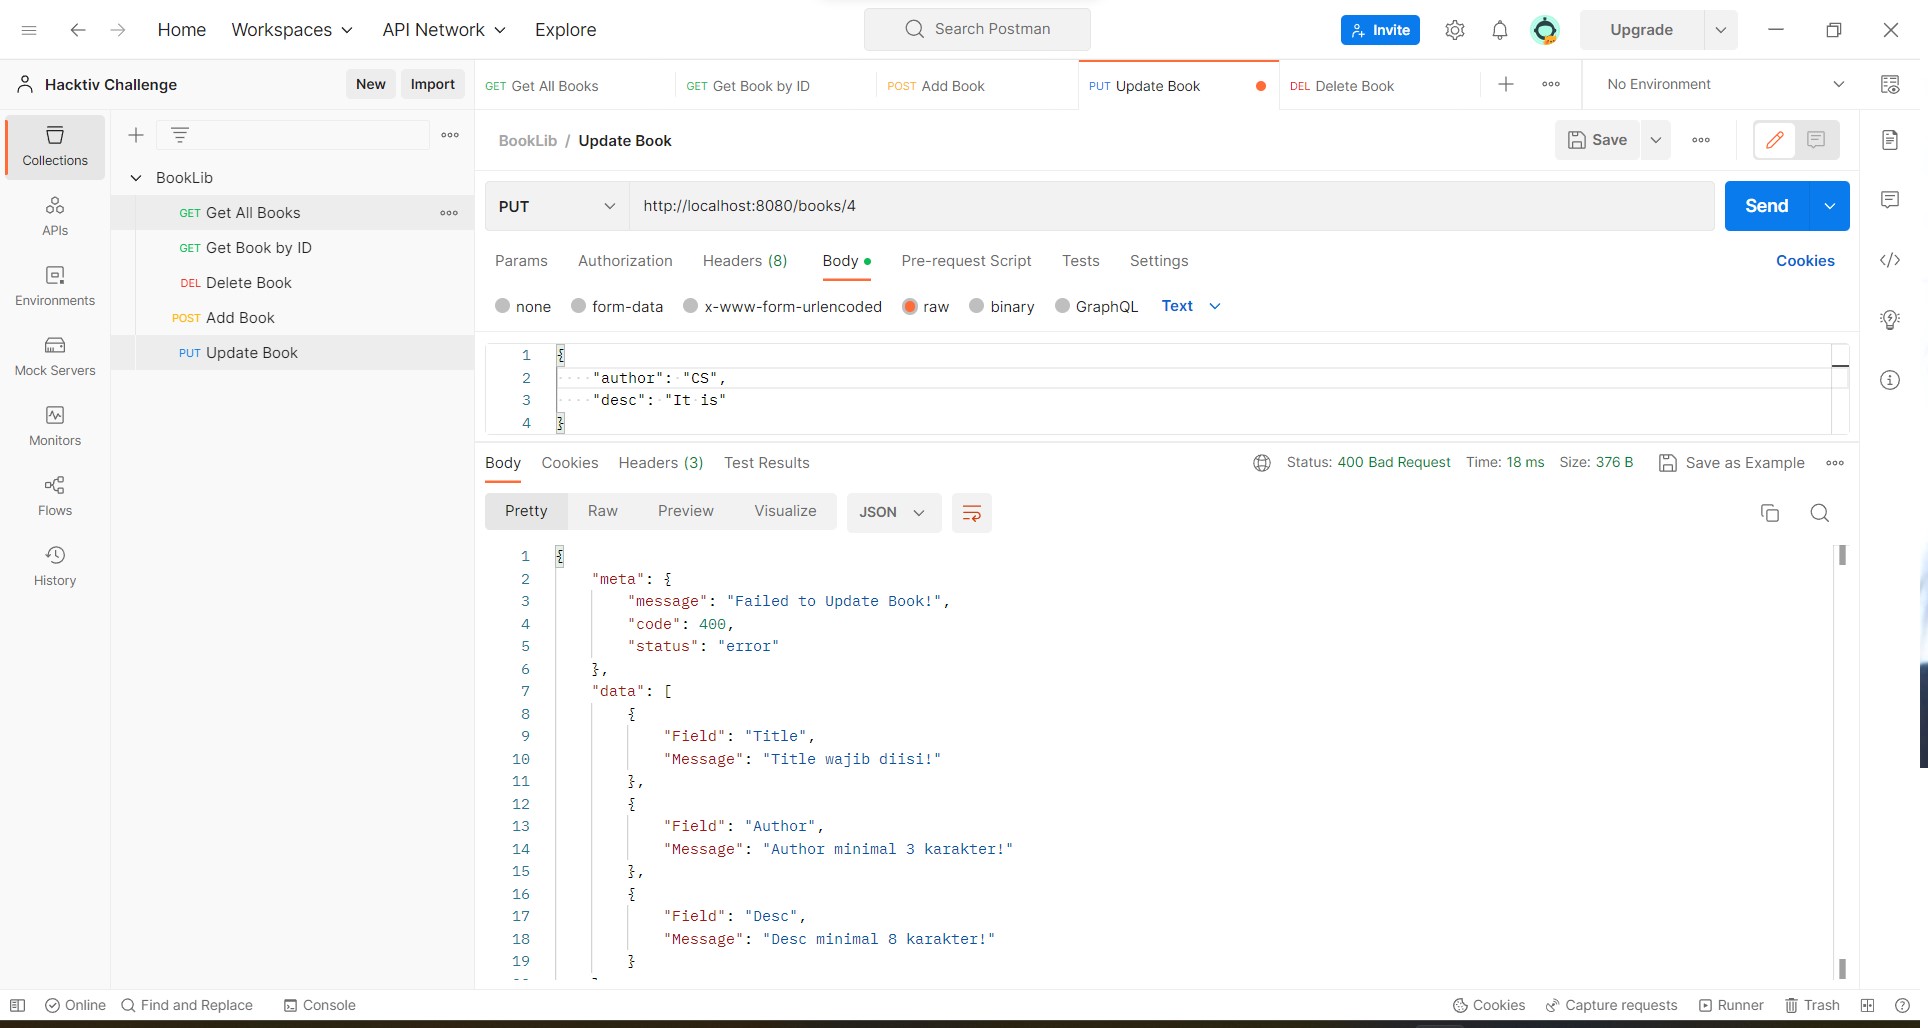 Home Workspaces API Network Explore Search Postman Invite Upgrade
Hacktiv Challenge New Import
GET Get All Books GET Get Book by ID POST Add Book PUT Update Book DEL Delete Book No Environment
Collections
APIs
Environments
Mock Servers
Monitors
Flows
History
BookLib
GET Get All Books
GET Get Book by ID
DEL Delete Book
POST Add Book
PUT Update Book
BookLib / Update Book Save
PUT http://localhost:8080/books/4 Send
Params Authorization Headers (8) Body Pre-request Script Tests Settings Cookies
none form-data x-www-form-urlencoded raw binary GraphQL Text
1 {
2 "author": "CS",
3 "desc": "It is"
4 }
Body Cookies Headers (3) Test Results Status: 400 Bad Request Time: 18 ms Size: 376 B Save as Example
Pretty Raw Preview Visualize JSON
1 {
2 "meta": {
3 "message": "Failed to Update Book!",
4 "code": 400,
5 "status": "error"
6 },
7 "data": [
8 {
9 "Field": "Title",
10 "Message": "Title wajib diisi!"
11 },
12 {
13 "Field": "Author",
14 "Message": "Author minimal 3 karakter!"
15 },
16 {
17 "Field": "Desc",
18 "Message": "Desc minimal 8 karakter!"
19 }
Online Find and Replace Console Cookies Capture requests Runner Trash